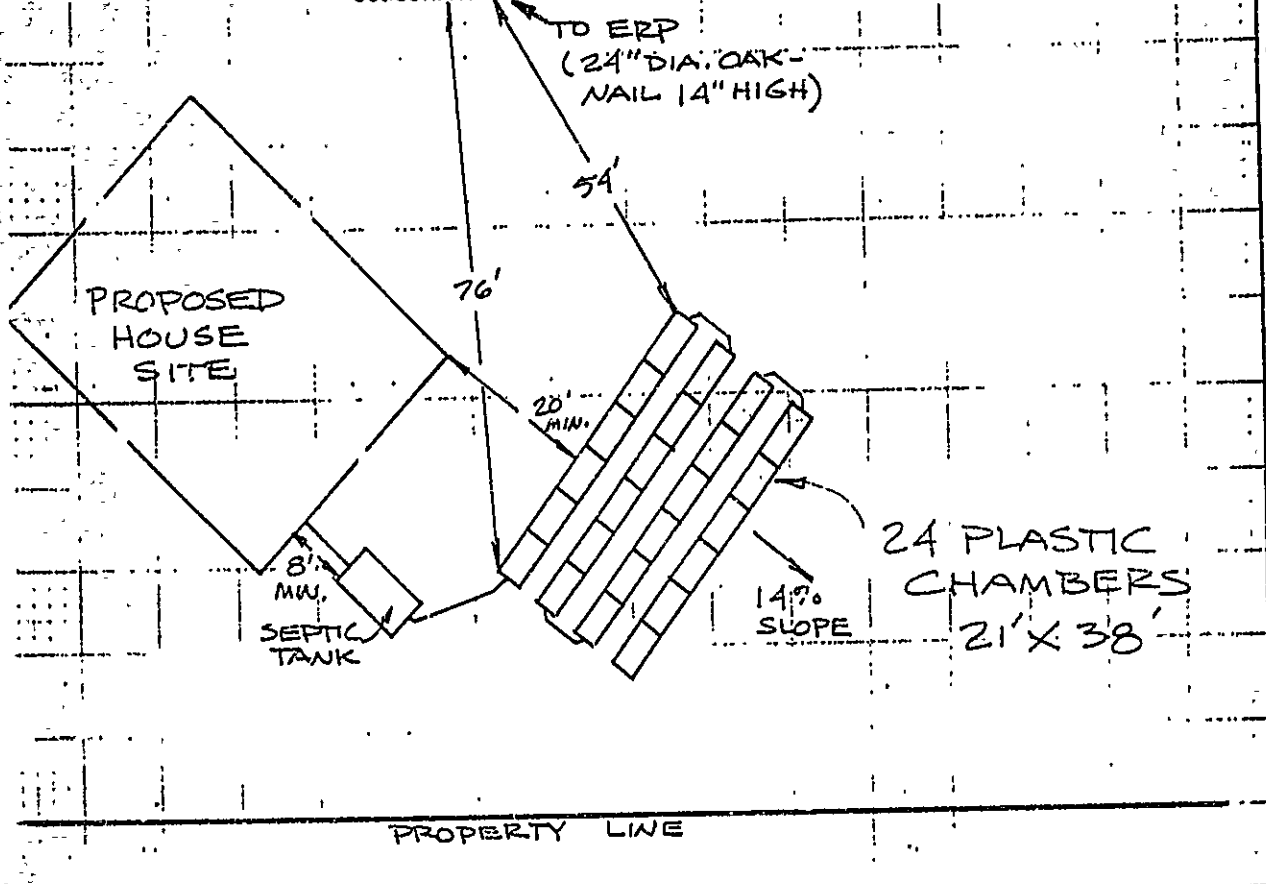 TO ERP
(24" DIA. OAK-
NAIL 14" HIGH)
54'
76'
PROPOSED
HOUSE
SITE
20'
MIN.
8'
MIN.
SEPTIC
TANK
24 PLASTIC
CHAMBERS
21' X 38'
14%
SLOPE
PROPERTY LINE